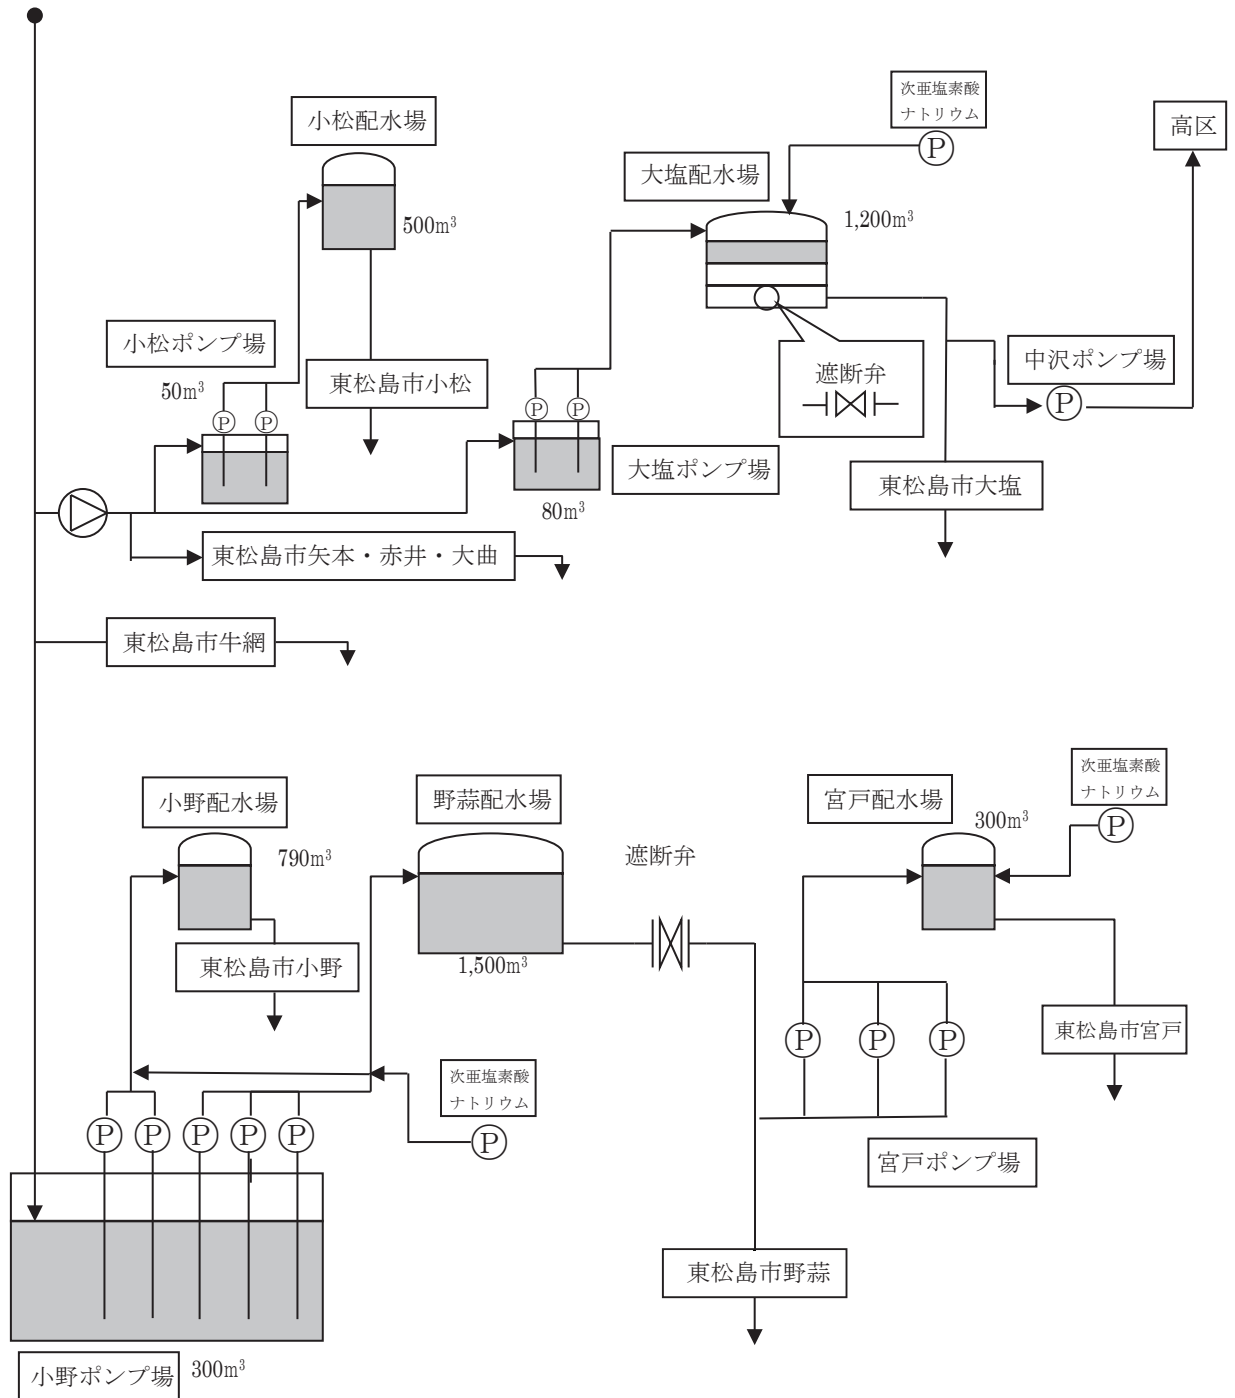 次亜塩素酸
ナトリウム
P
小松配水場
高区
大塩配水場
500m³
1,200m³
小松ポンプ場
50m³
P
P
東松島市小松
P
P
遮断弁
中沢ポンプ場
P
大塩ポンプ場
80m³
東松島市大塩
東松島市矢本・赤井・大曲
東松島市牛網
小野配水場
790m³
野蒜配水場
1,500m³
遮断弁
宮戸配水場
300m³
次亜塩素酸
ナトリウム
P
東松島市小野
P
P
P
東松島市宮戸
次亜塩素酸
ナトリウム
P
P
P
P
P
P
宮戸ポンプ場
東松島市野蒜
小野ポンプ場
300m³